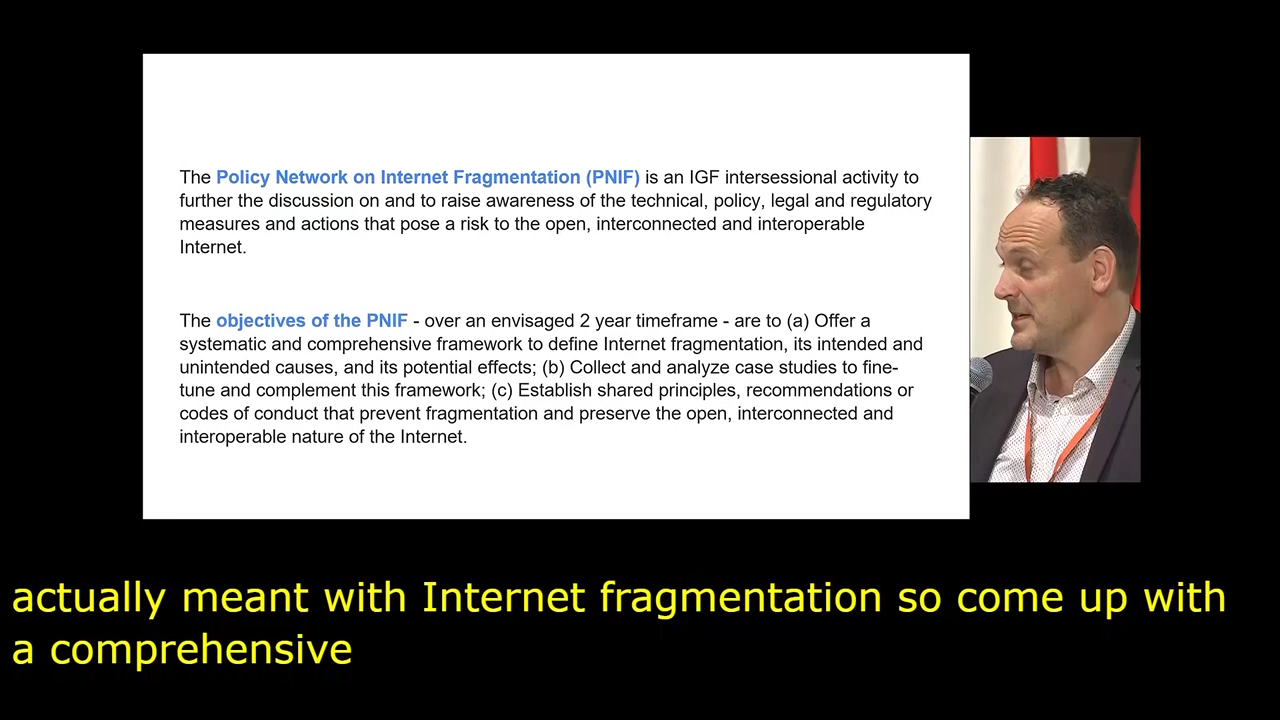 The Policy Network on Internet Fragmentation (PNIF) is an IGF intersessional activity to
further the discussion on and to raise awareness of the technical, policy, legal and regulatory
measures and actions that pose a risk to the open, interconnected and interoperable
Internet.
The objectives of the PNIF - over an envisaged 2 year timeframe - are to (a) Offer a
systematic and comprehensive framework to define Internet fragmentation, its intended and
unintended causes, and its potential effects; (b) Collect and analyze case studies to fine-
tune and complement this framework; (c) Establish shared principles, recommendations or
codes of conduct that prevent fragmentation and preserve the open, interconnected and
interoperable nature of the Internet.
actually meant with Internet fragmentation so come up with
a comprehensive